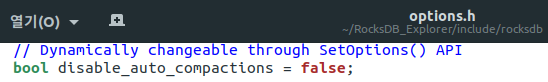 열기(O)
options.h
~/RocksDB_Explorer/include/rocksdb
// Dynamically changeable through SetOptions() API
bool disable_auto_compactions = false;